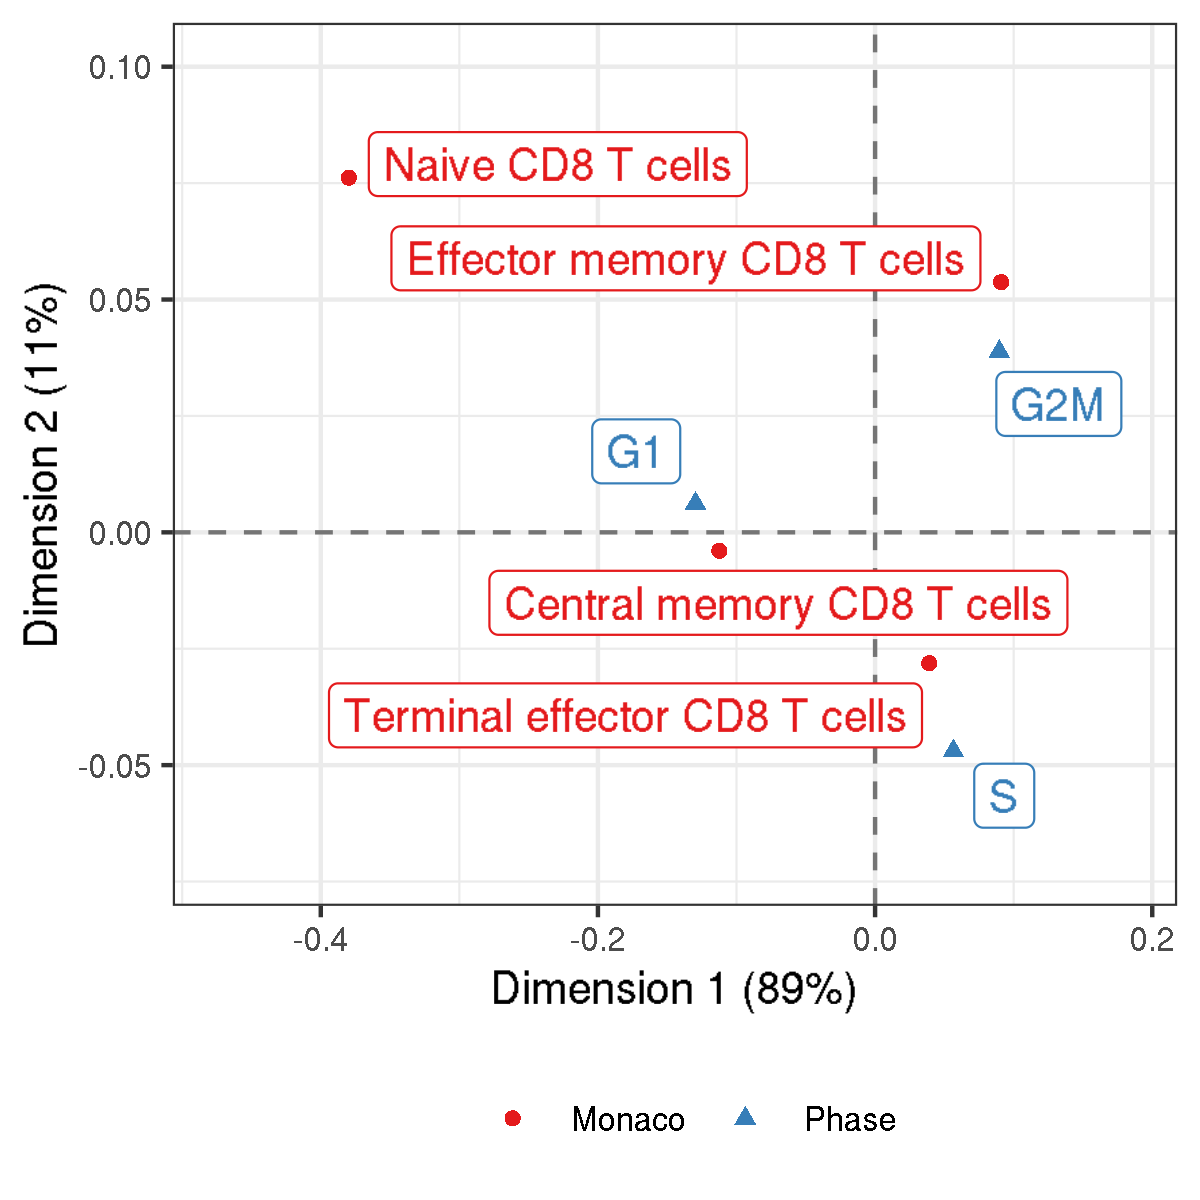 0.10
Naive CD8 T cells
Effector memory CD8 T cells
0.05
G2M
G1
0.00
Central memory CD8 T cells
Terminal effector CD8 T cells
-0.05
S
Dimension 2 (11%)
-0.4
-0.2
0.0
0.2
Dimension 1 (89%)
Monaco
Phase